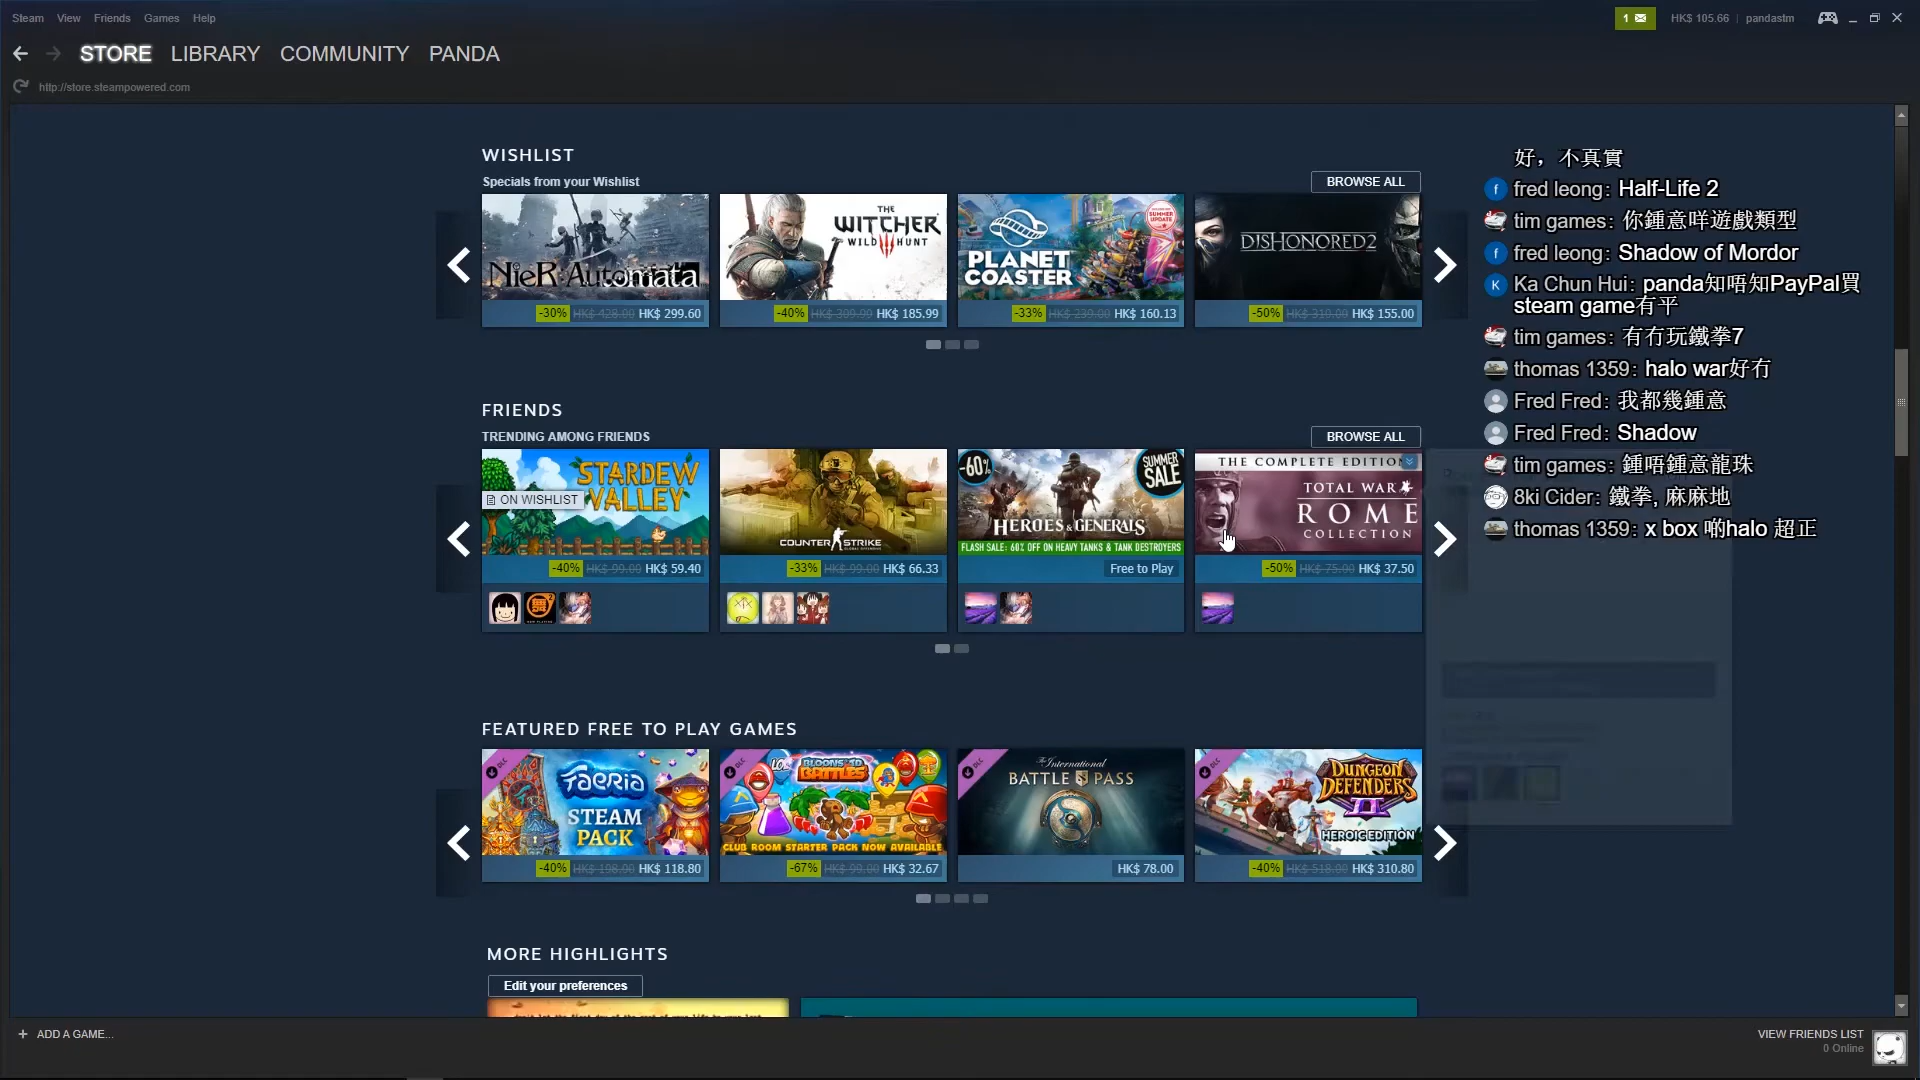 Steam View Friends Games Help
1 HK$ 105.66 | pandastm
STORE LIBRARY COMMUNITY PANDA
http://store.steampowered.com
WISHLIST
Specials from your Wishlist
BROWSE ALL
NieR:Automata
THE WITCHER WILD HUNT
PLANET COASTER
SUMMER UPDATE
DISHONORED2
-30% HK$ 428.00 HK$ 299.60
-40% HK$ 309.99 HK$ 185.99
-33% HK$ 239.00 HK$ 160.13
-50% HK$ 310.00 HK$ 155.00
FRIENDS
TRENDING AMONG FRIENDS
BROWSE ALL
STARDEW VALLEY
ON WISHLIST
COUNTER STRIKE
GLOBAL OFFENSIVE
-60%
SUMMER SALE
HEROES & GENERALS
FLASH SALE: 60% OFF ON HEAVY TANKS & TANK DESTROYERS
THE COMPLETE EDITION
TOTAL WAR
ROME
COLLECTION
-40% HK$ 99.00 HK$ 59.40
-33% HK$ 99.00 HK$ 66.33
Free to Play
-50% HK$ 75.00 HK$ 37.50
FEATURED FREE TO PLAY GAMES
DLC
Faeria
STEAM PACK
DLC
LOL
BLOONS TD BATTLES
CLUB ROOM STARTER PACK NOW AVAILABLE
DLC
The International
BATTLE PASS
DLC
DUNGEON DEFENDERS II
HEROIC EDITION
-40% HK$ 198.00 HK$ 118.80
-67% HK$ 99.00 HK$ 32.67
HK$ 78.00
-40% HK$ 518.00 HK$ 310.80
MORE HIGHLIGHTS
Edit your preferences
好，不真實
fred leong: Half-Life 2
tim games: 你鍾意咩遊戲類型
fred leong: Shadow of Mordor
Ka Chun Hui: panda知唔知PayPal買
steam game有平
tim games: 有冇玩鐵拳7
thomas 1359: halo war好冇
Fred Fred: 我都幾鍾意
Fred Fred: Shadow
tim games: 鍾唔鍾意龍珠
8ki Cider: 鐵拳, 麻麻地
thomas 1359: x box 啲halo 超正
+ ADD A GAME...
VIEW FRIENDS LIST
0 Online